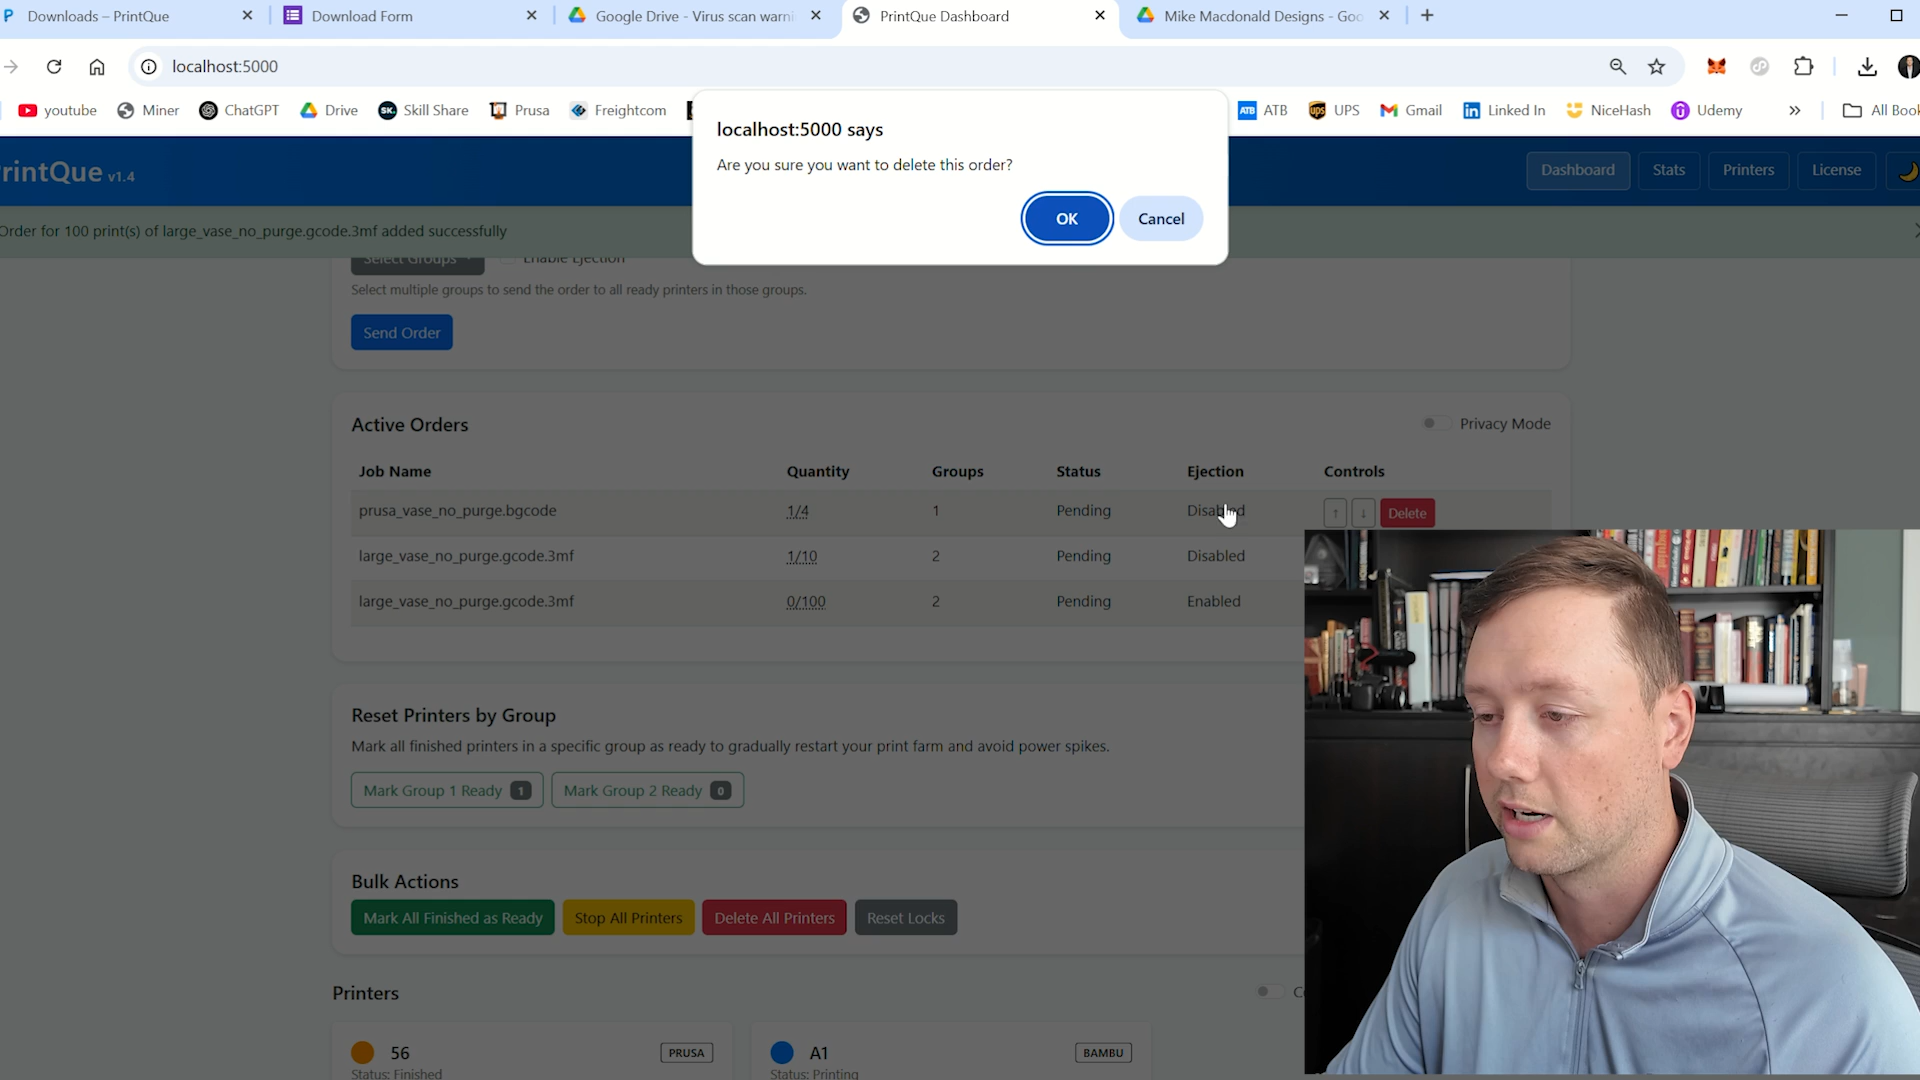 Downloads – PrintQue
Download Form
Google Drive - Virus scan warni
PrintQue Dashboard
Mike Macdonald Designs - Goo
localhost:5000
youtube
Miner
ChatGPT
Drive
Skill Share
Prusa
Freightcom
ATB
UPS
Gmail
Linked In
NiceHash
Udemy
All Book
localhost:5000 says
Are you sure you want to delete this order?
OK
Cancel
rintQue v1.4
Dashboard
Stats
Printers
License
Order for 100 print(s) of large_vase_no_purge.gcode.3mf added successfully
Select Groups
Enable Ejection
Select multiple groups to send the order to all ready printers in those groups.
Send Order
Active Orders
Privacy Mode
Job Name Quantity Groups Status Ejection Controls
prusa_vase_no_purge.bgcode 1/4 1 Pending Disabled ↑ ↓ Delete
large_vase_no_purge.gcode.3mf 1/10 2 Pending Disabled
large_vase_no_purge.gcode.3mf 0/100 2 Pending Enabled
Reset Printers by Group
Mark all finished printers in a specific group as ready to gradually restart your print farm and avoid power spikes.
Mark Group 1 Ready 1
Mark Group 2 Ready 0
Bulk Actions
Mark All Finished as Ready
Stop All Printers
Delete All Printers
Reset Locks
Printers
56
PRUSA
Status: Finished
A1
BAMBU
Status: Printing